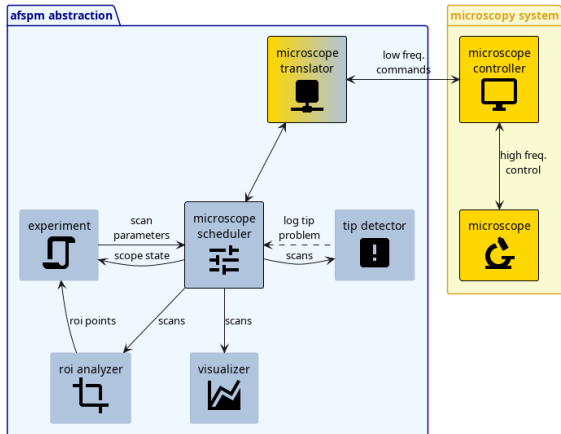 afspm abstraction
microscopy system
microscope
translator
low freq.
commands
microscope
controller
high freq.
control
experiment
scan
parameters
scope state
microscope
scheduler
log tip
problem
scans
tip detector
microscope
roi points
scans
scans
roi analyzer
visualizer